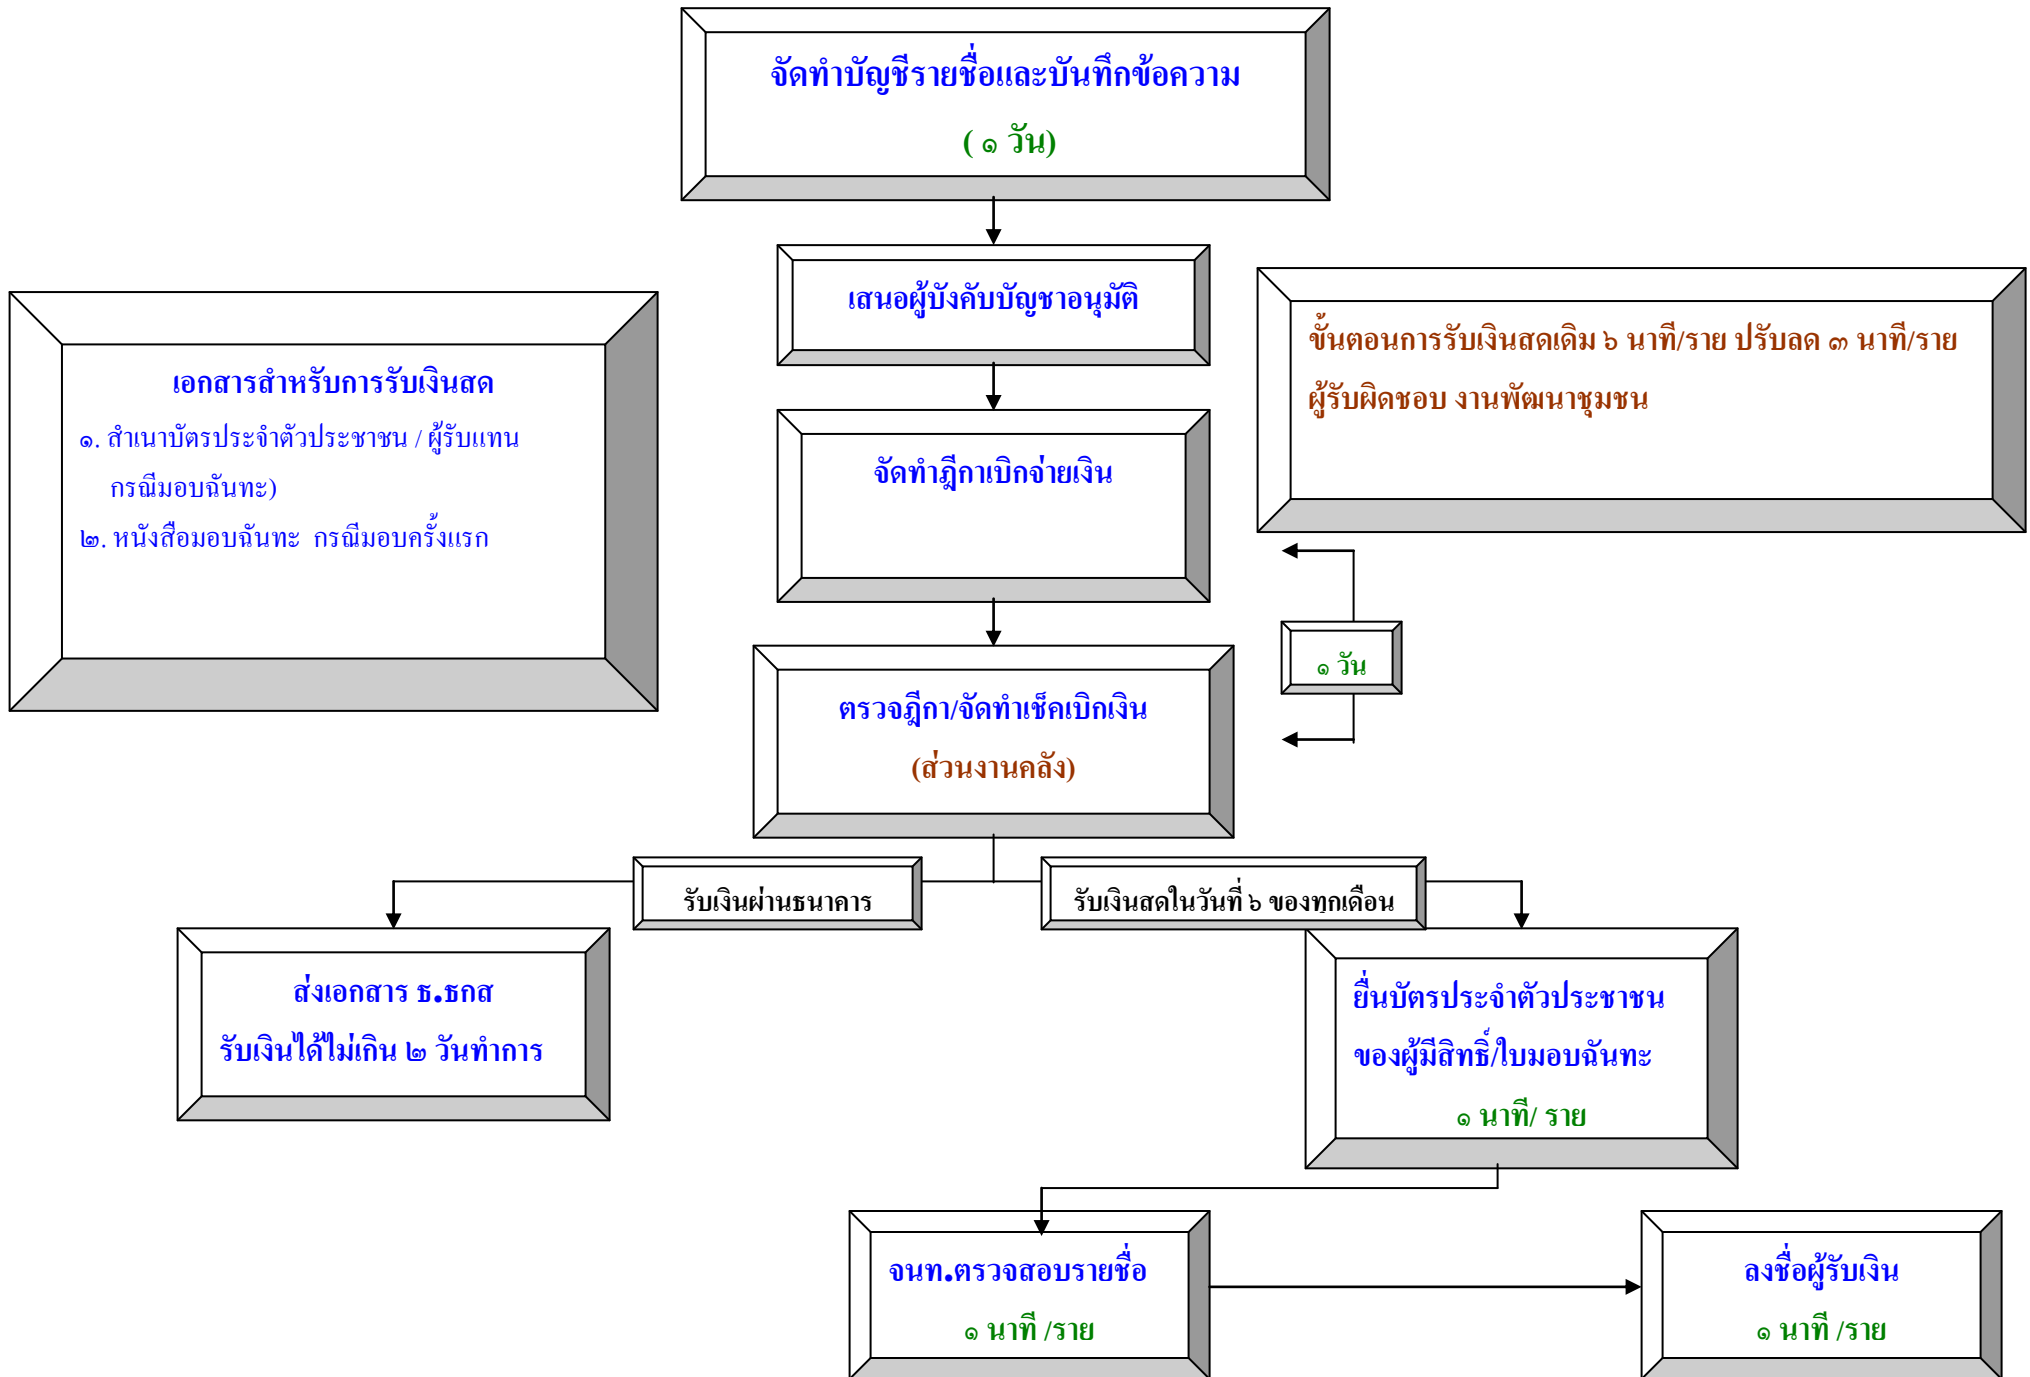 จัดทำบัญชีรายชื่อและบันทึกข้อความ
( ๑ วัน)
เสนอผู้บังคับบัญชาอนุมัติ
ขั้นตอนการรับเงินสดเดิม ๖ นาที/ราย ปรับลด ๓ นาที/ราย
ผู้รับผิดชอบ งานพัฒนาชุมชน
เอกสารสำหรับการรับเงินสด
๑. สำเนาบัตรประจำตัวประชาชน / ผู้รับแทน
กรณีมอบฉันทะ)
๒. หนังสือมอบฉันทะ กรณีมอบครั้งแรก
จัดทำฎีกาเบิกจ่ายเงิน
๑ วัน
ตรวจฎีกา/จัดทำเช็คเบิกเงิน
(ส่วนงานคลัง)
รับเงินผ่านธนาคาร
รับเงินสดในวันที่ ๖ ของทุกเดือน
ส่งเอกสาร ธ.ธกส
รับเงินได้ไม่เกิน ๒ วันทำการ
ยื่นบัตรประจำตัวประชาชน
ของผู้มีสิทธิ์/ใบมอบฉันทะ
๑ นาที/ ราย
จนท.ตรวจสอบรายชื่อ
๑ นาที /ราย
ลงชื่อผู้รับเงิน
๑ นาที /ราย